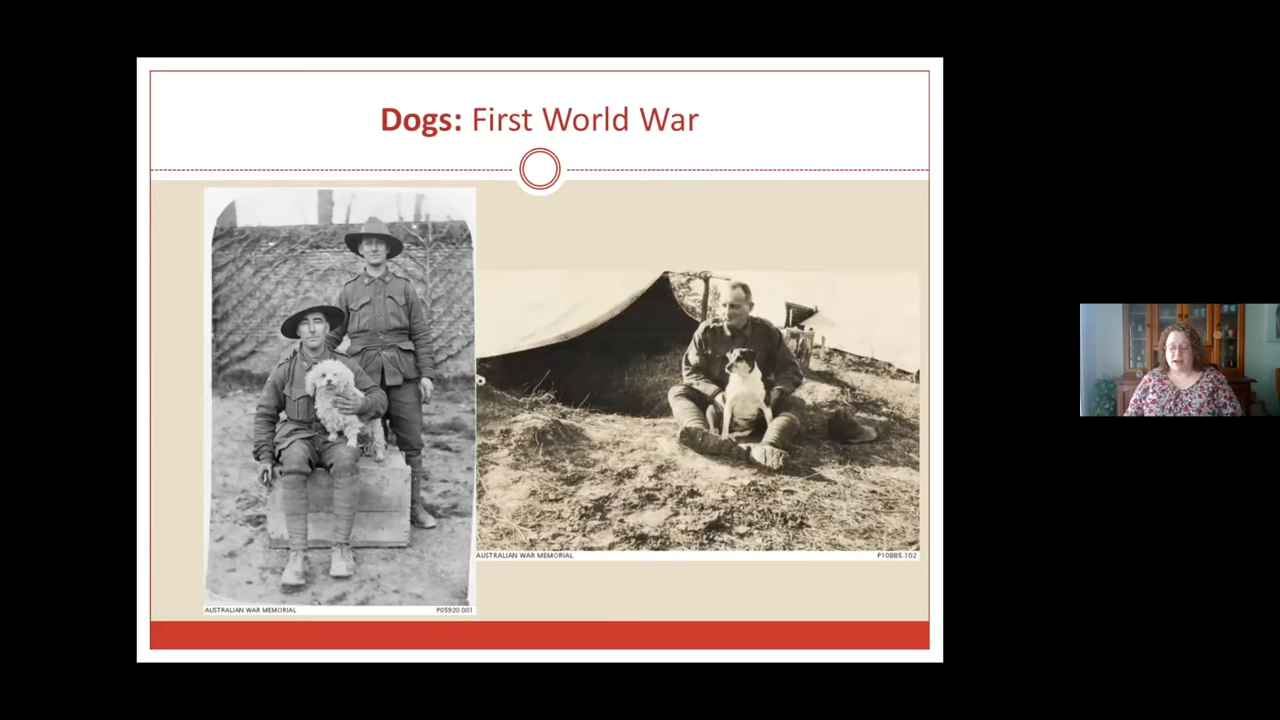 Dogs: First World War
AUSTRALIAN WAR MEMORIAL
P05920.001
AUSTRALIAN WAR MEMORIAL
P10885.102